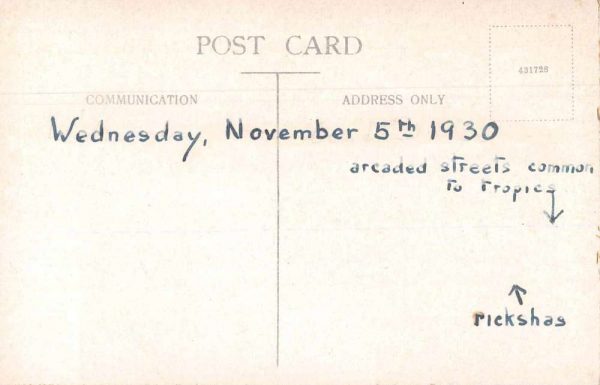 POST CARD
431728
COMMUNICATION
ADDRESS ONLY
Wednesday, November 5th 1930
arcaded streets common
to tropics
rickshas